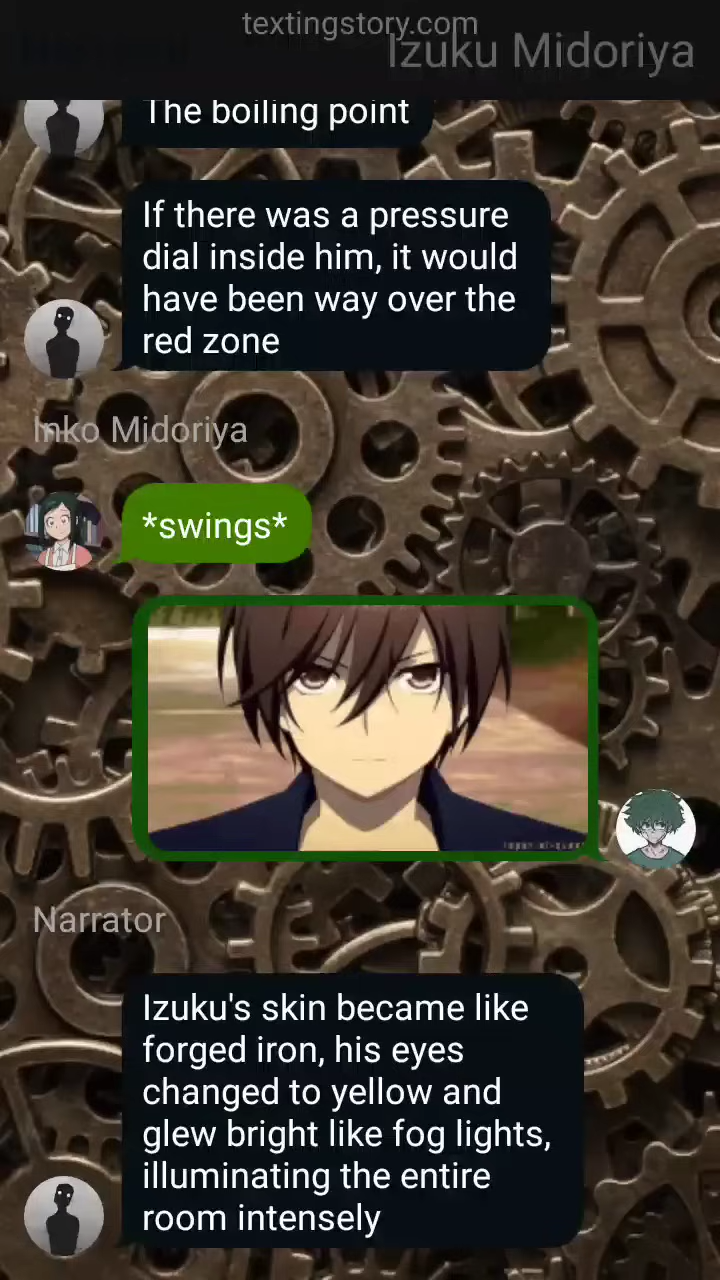 textingstory.com
Izuku Midoriya
The boiling point
If there was a pressure
dial inside him, it would
have been way over the
red zone
Inko Midoriya
*swings*
Narrator
Izuku's skin became like
forged iron, his eyes
changed to yellow and
glew bright like fog lights,
illuminating the entire
room intensely